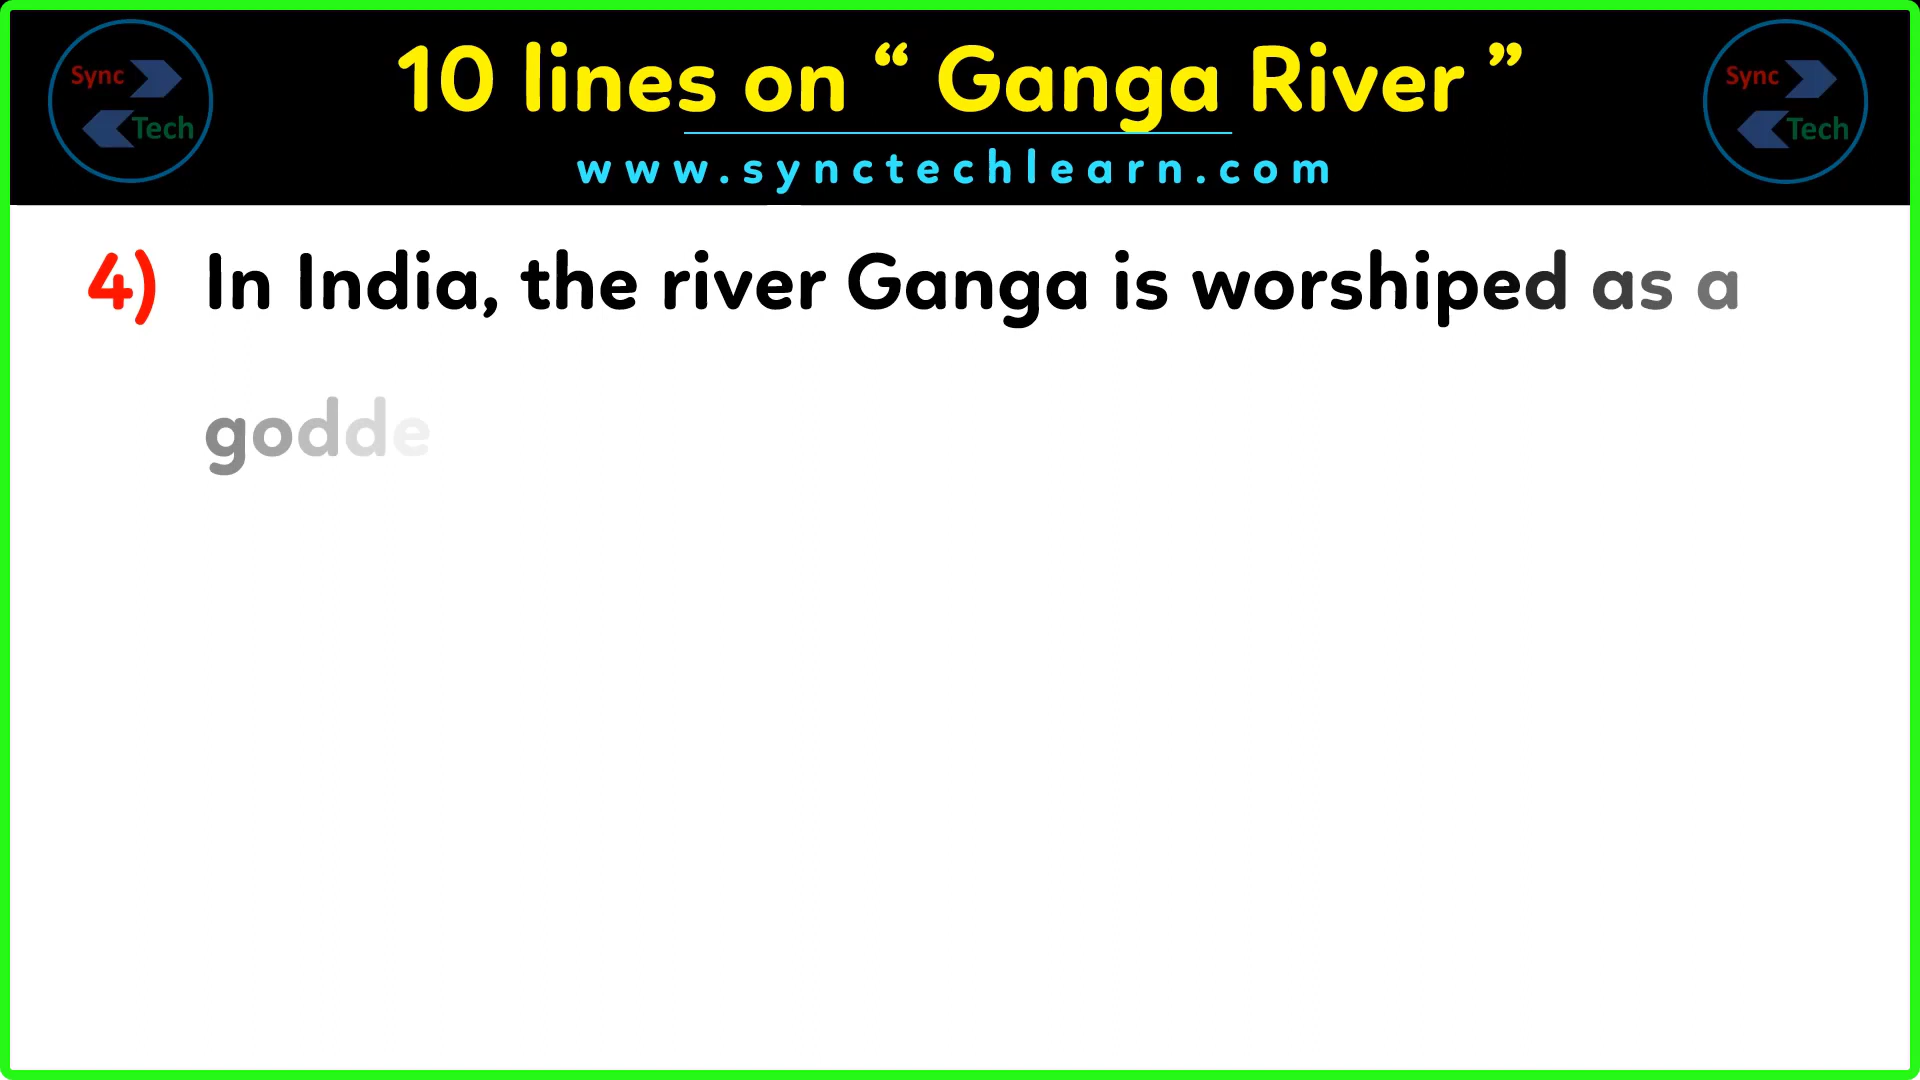 Sync
Tech
10 lines on “ Ganga River ”
www.synctechlearn.com
Sync
Tech
4) In India, the river Ganga is worshiped as a
godde